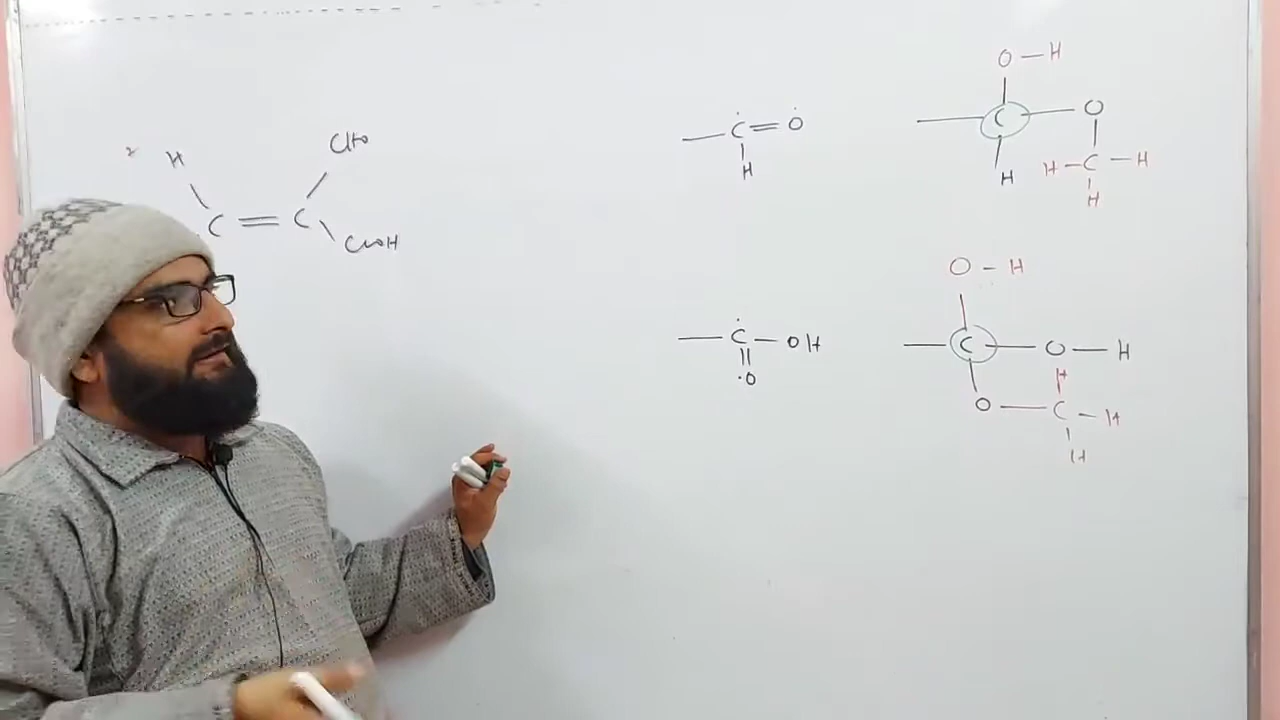 H CHO
C = C
COOH
C = O
H
O - H
C - O
H H - C - H
H
C - OH
O
O - H
C - O - H
H
O - C - H
H